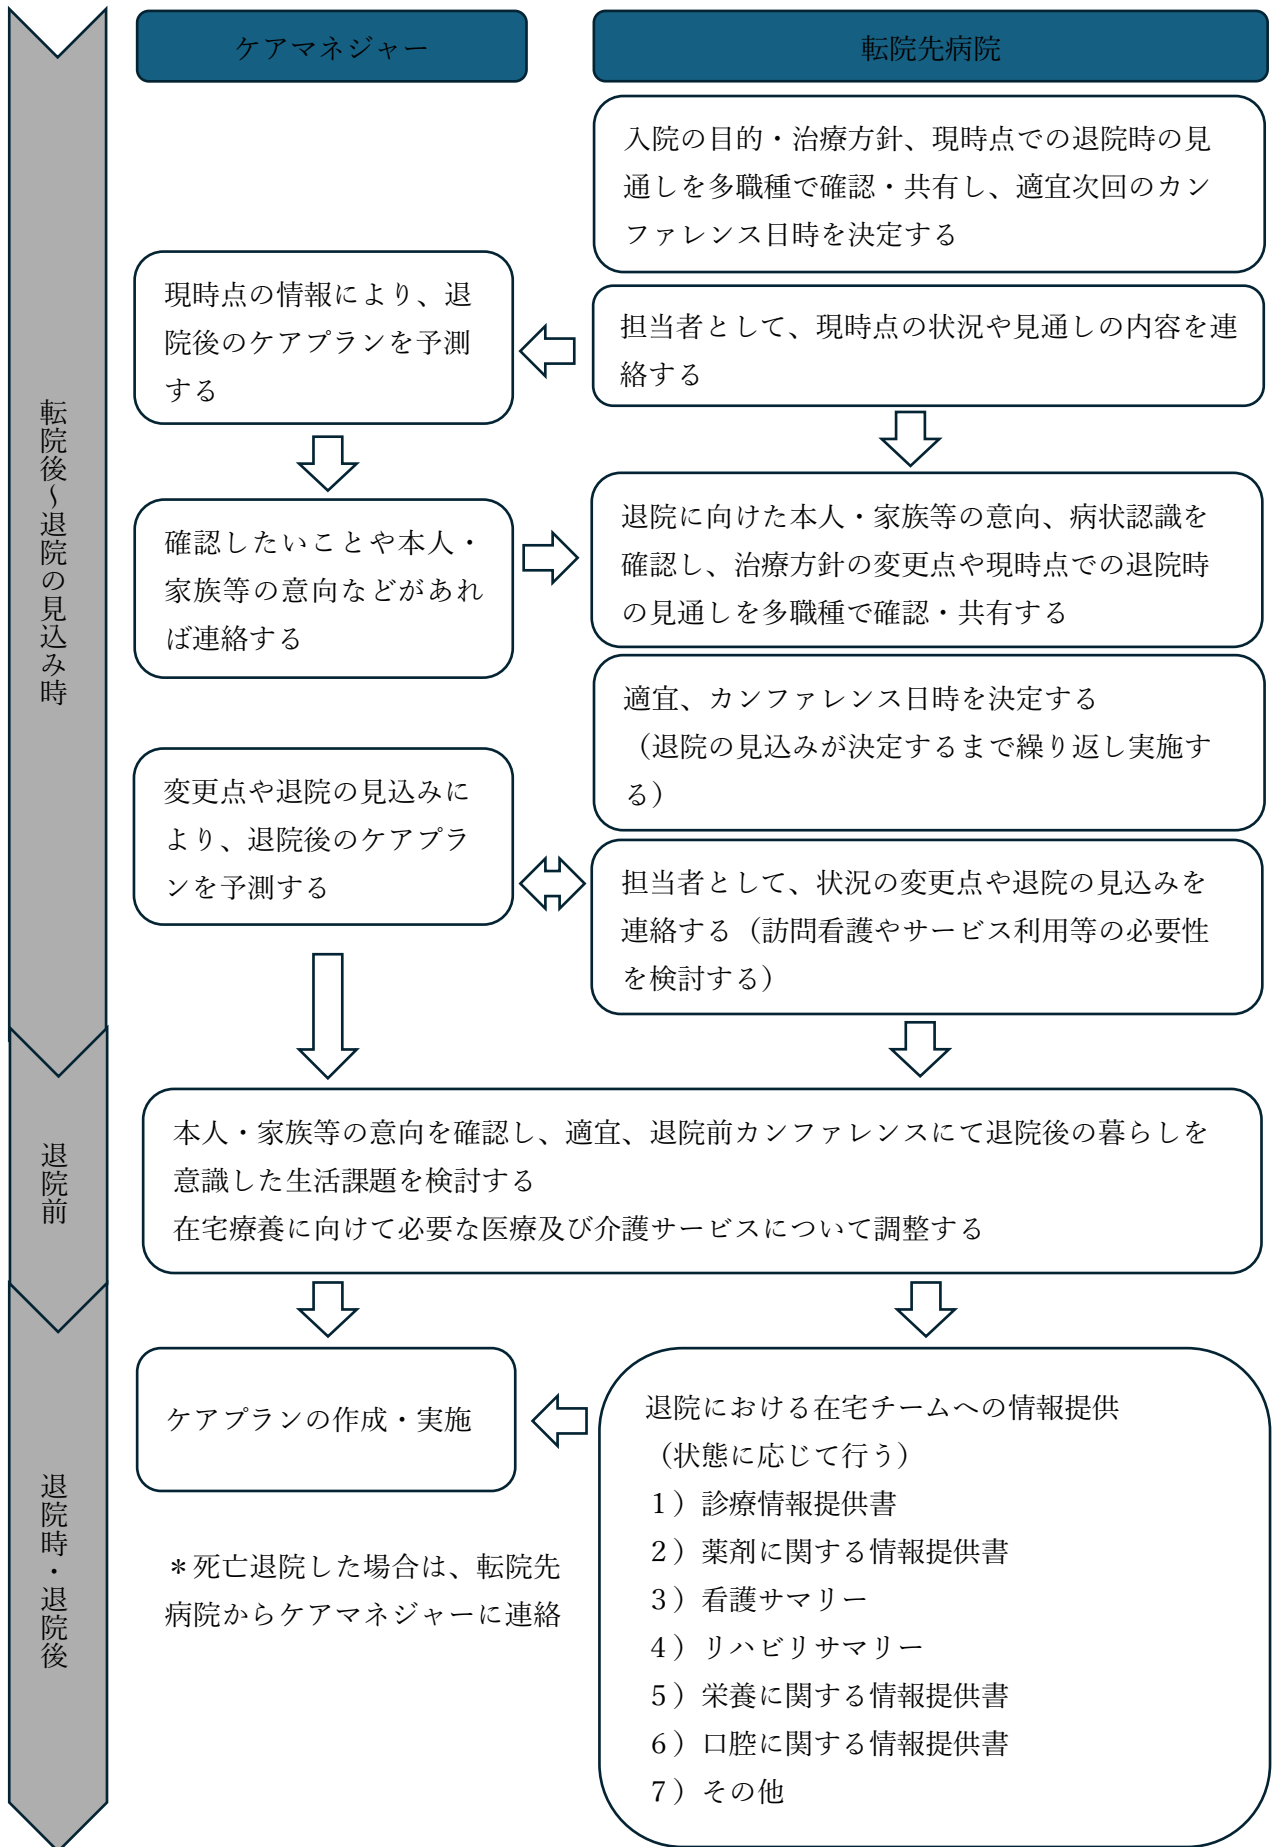 ケアマネジャー
転院先病院
転院後～退院の見込み時
入院の目的・治療方針、現時点での退院時の見
通しを多職種で確認・共有し、適宜次回のカン
ファレンス日時を決定する
現時点の情報により、退
院後のケアプランを予測
する
担当者として、現時点の状況や見通しの内容を連
絡する
確認したいことや本人・
家族等の意向などがあれ
ば連絡する
退院に向けた本人・家族等の意向、病状認識を
確認し、治療方針の変更点や現時点での退院時
の見通しを多職種で確認・共有する
適宜、カンファレンス日時を決定する
（退院の見込みが決定するまで繰り返し実施す
る）
変更点や退院の見込みに
より、退院後のケアプラ
ンを予測する
担当者として、状況の変更点や退院の見込みを
連絡する（訪問看護やサービス利用等の必要性
を検討する）
退院前
本人・家族等の意向を確認し、適宜、退院前カンファレンスにて退院後の暮らしを
意識した生活課題を検討する
在宅療養に向けて必要な医療及び介護サービスについて調整する
退院時・退院後
ケアプランの作成・実施
＊死亡退院した場合は、転院先
病院からケアマネジャーに連絡
退院における在宅チームへの情報提供
（状態に応じて行う）
１）診療情報提供書
２）薬剤に関する情報提供書
３）看護サマリー
４）リハビリサマリー
５）栄養に関する情報提供書
６）口腔に関する情報提供書
７）その他